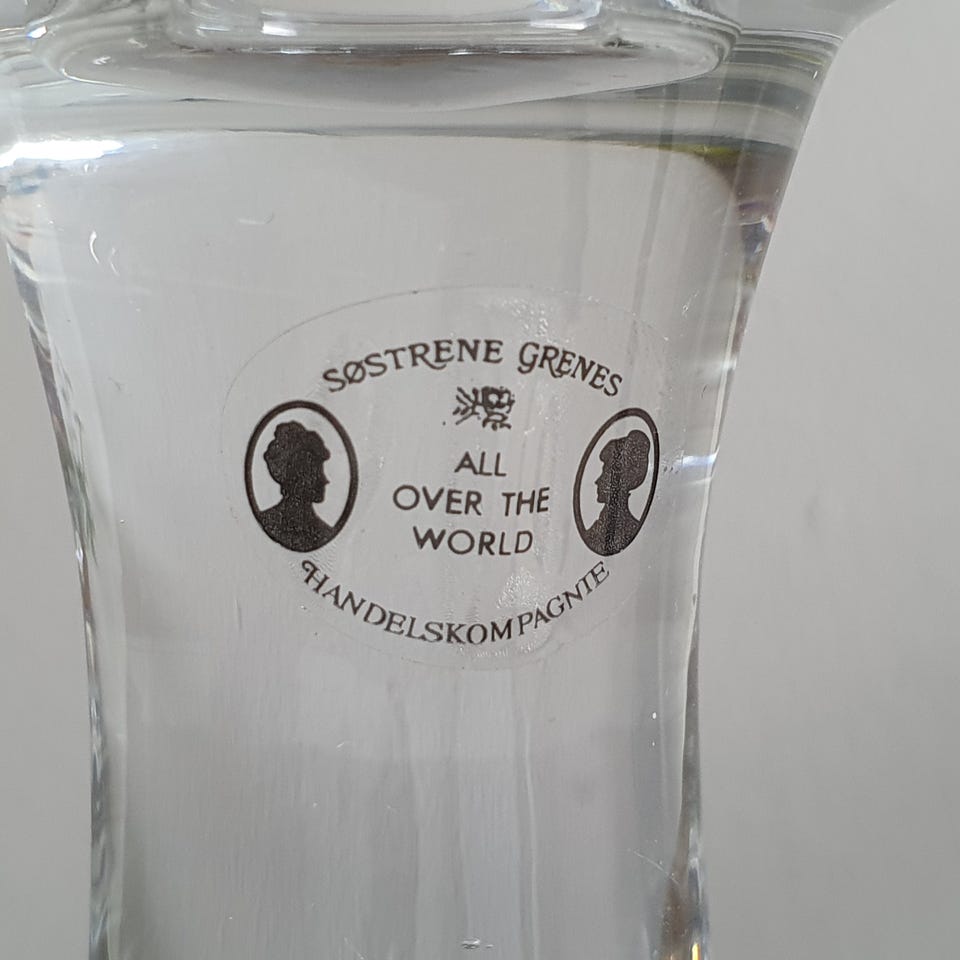 SØSTRENE GRENES
ALL
OVER THE
WORLD
HANDELSKOMPAGNIE